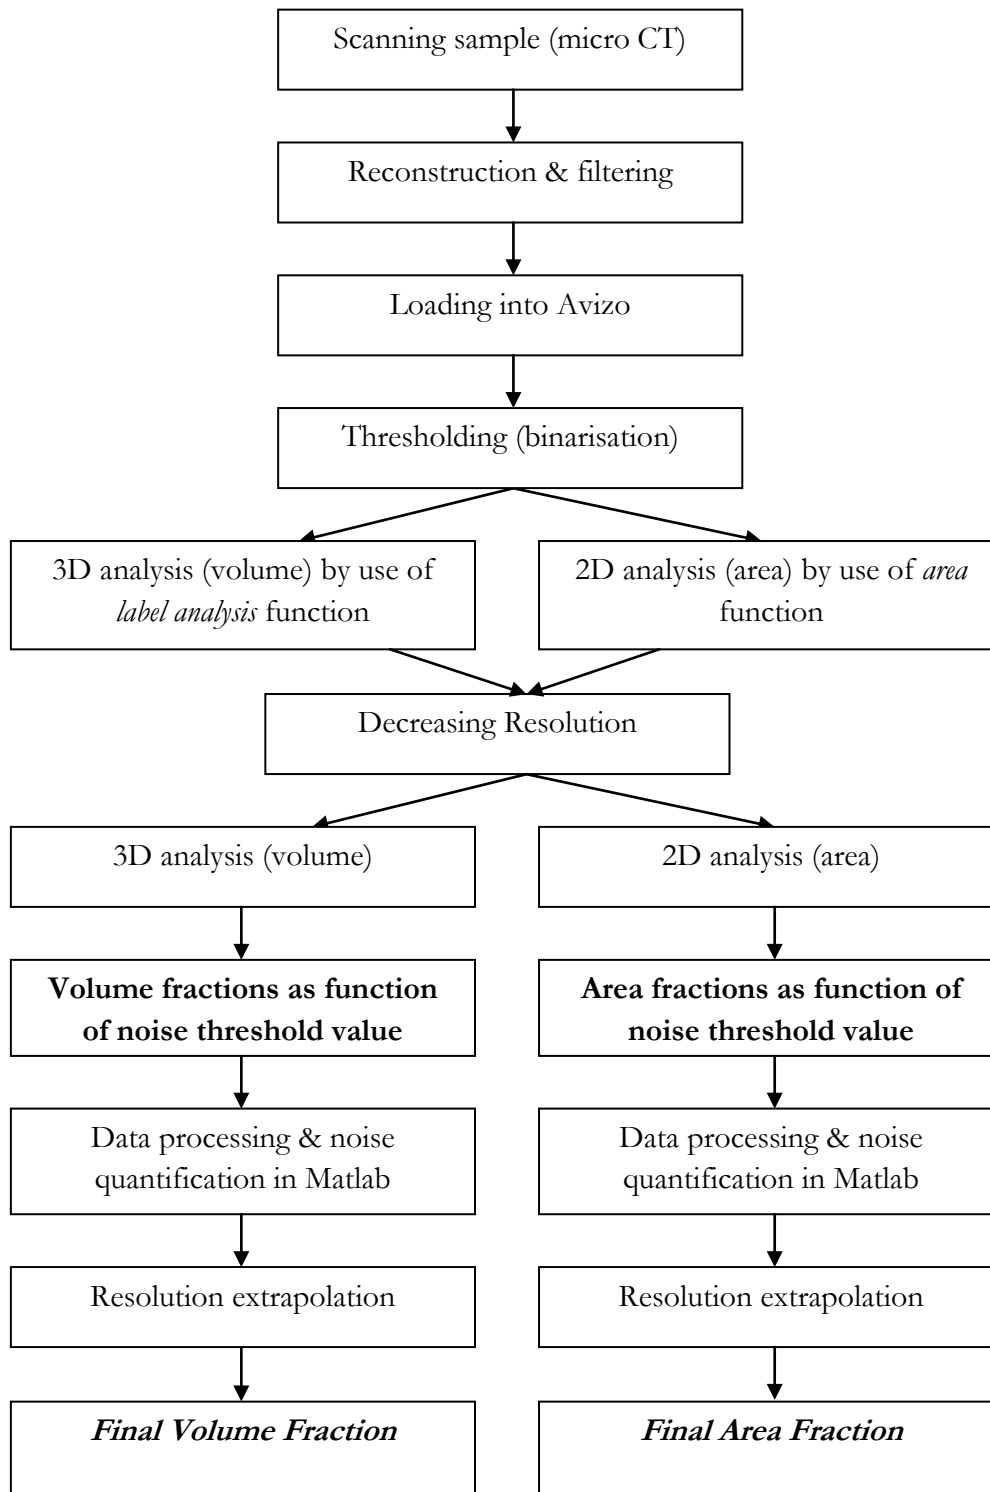 Scanning sample (micro CT)
Reconstruction & filtering
Loading into Avizo
Thresholding (binarisation)
3D analysis (volume) by use of
label analysis function
2D analysis (area) by use of area
function
Decreasing Resolution
3D analysis (volume)
2D analysis (area)
Volume fractions as function
of noise threshold value
Area fractions as function of
noise threshold value
Data processing & noise
quantification in Matlab
Data processing & noise
quantification in Matlab
Resolution extrapolation
Resolution extrapolation
Final Volume Fraction
Final Area Fraction